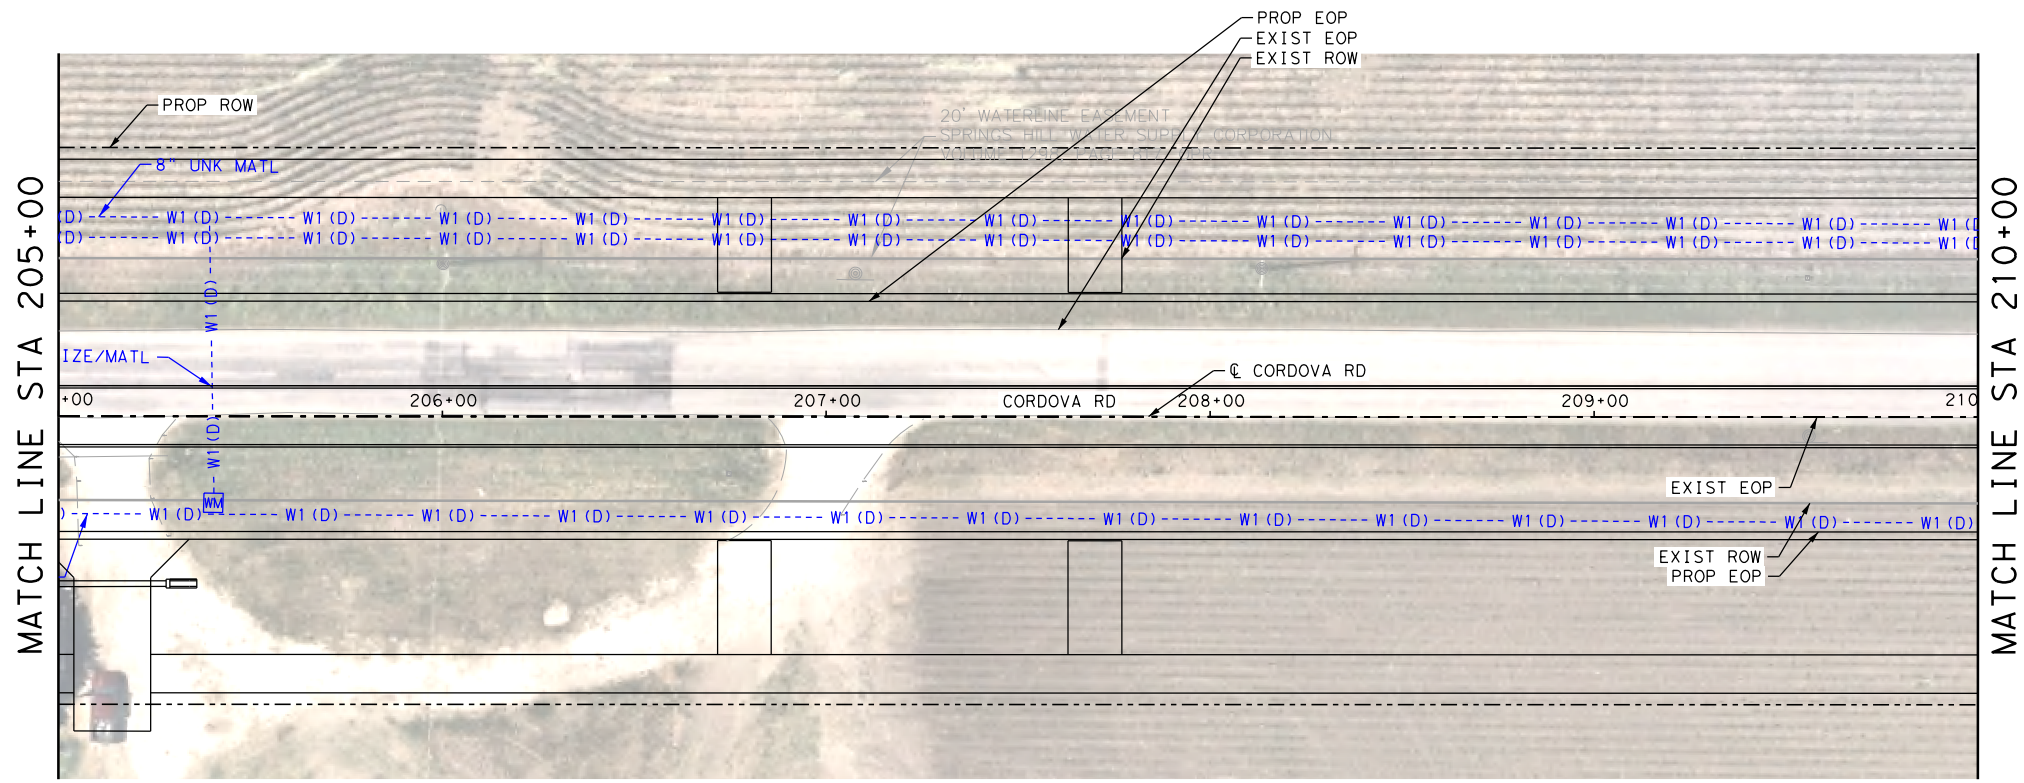 PROP EOP
EXIST EOP
EXIST ROW
PROP ROW
20' WATERLINE EASEMENT
SPRINGS HILL WATER SUPPLY CORPORATION
8" UNK MATL
D) W1(D) W1(D) W1(D) W1(D) W1(D) W1(D) W1(D) W1(D) W1(D) W1(D) W1(D) W1(D) W1(D) W1(D
D) W1(D) W1(D) W1(D) W1(D) W1(D) W1(D) W1(D) W1(D) W1(D) W1(D) W1(D) W1(D) W1(D) W1(D
W1(D)
IZE/MATL
℄ CORDOVA RD
+00 206+00 207+00 CORDOVA RD 208+00 209+00 210
W1(D)
EXIST EOP
WM
) W1(D) W1(D) W1(D) W1(D) W1(D) W1(D) W1(D) W1(D) W1(D) W1(D) W1(D) W1(D) W1(D) W1(D)
EXIST ROW
PROP EOP
MATCH LINE STA 205+00
MATCH LINE STA 210+00